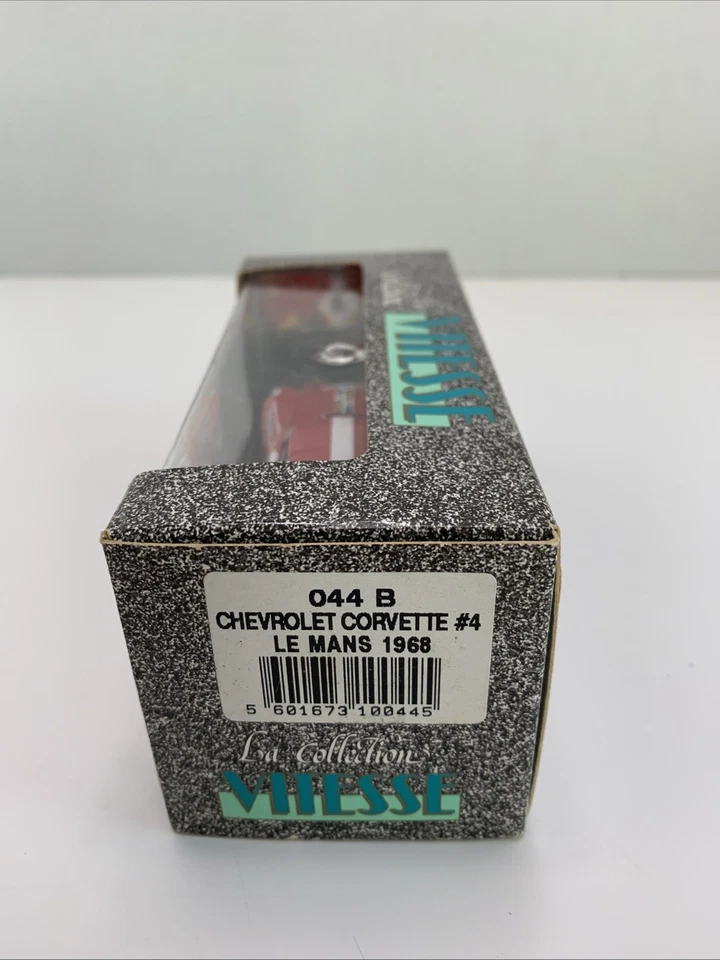 VITESSE
044 B
CHEVROLET CORVETTE #4
LE MANS 1968
5 601673 100445
La Collection
VITESSE